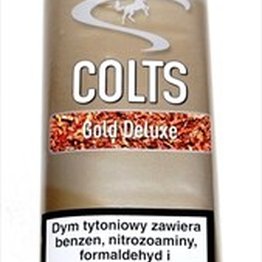 COLTS
Gold Deluxe
Dym tytoniowy zawiera
benzen, nitrozoaminy,
formaldehyd i